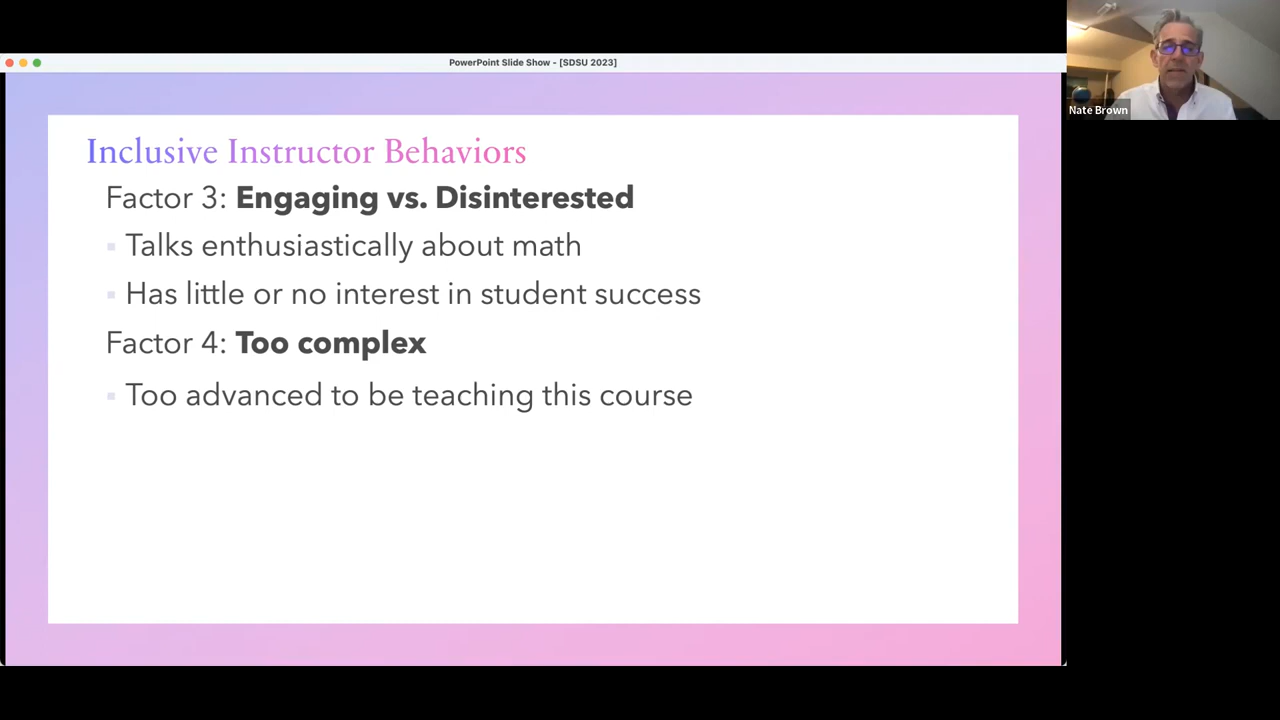 PowerPoint Slide Show - [SDSU 2023]
Nate Brown
Inclusive Instructor Behaviors
Factor 3: Engaging vs. Disinterested
Talks enthusiastically about math
Has little or no interest in student success
Factor 4: Too complex
Too advanced to be teaching this course